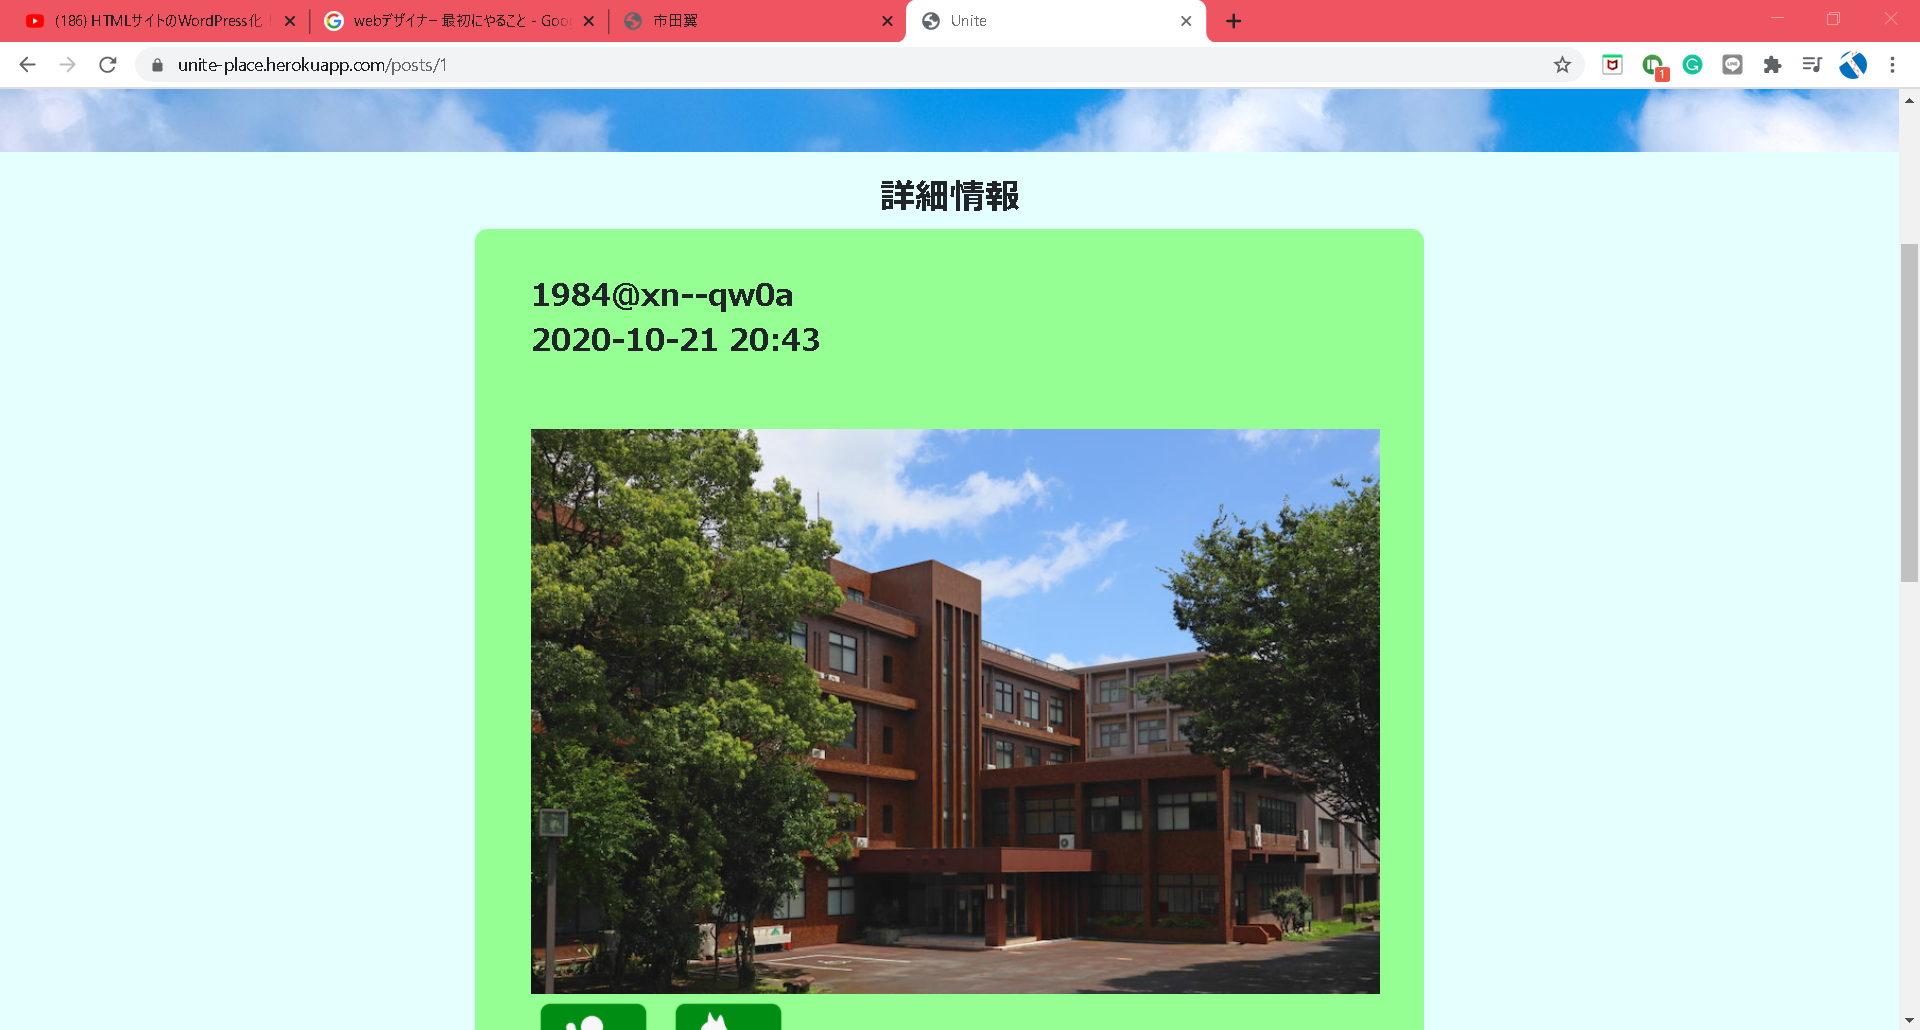 (186) HTMLサイトのWordPress化
webデザイナー 最初にやること - Goo
市田翼
Unite
unite-place.herokuapp.com/posts/1
1
詳細情報
1984@xn--qw0a
2020-10-21 20:43